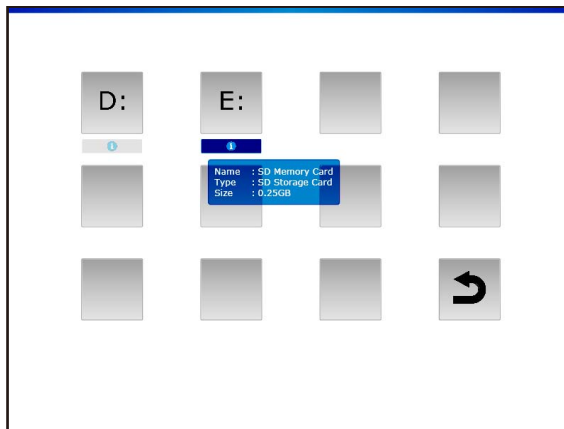 D: E:
Name : SD Memory Card
Type : SD Storage Card
Size : 0.25GB